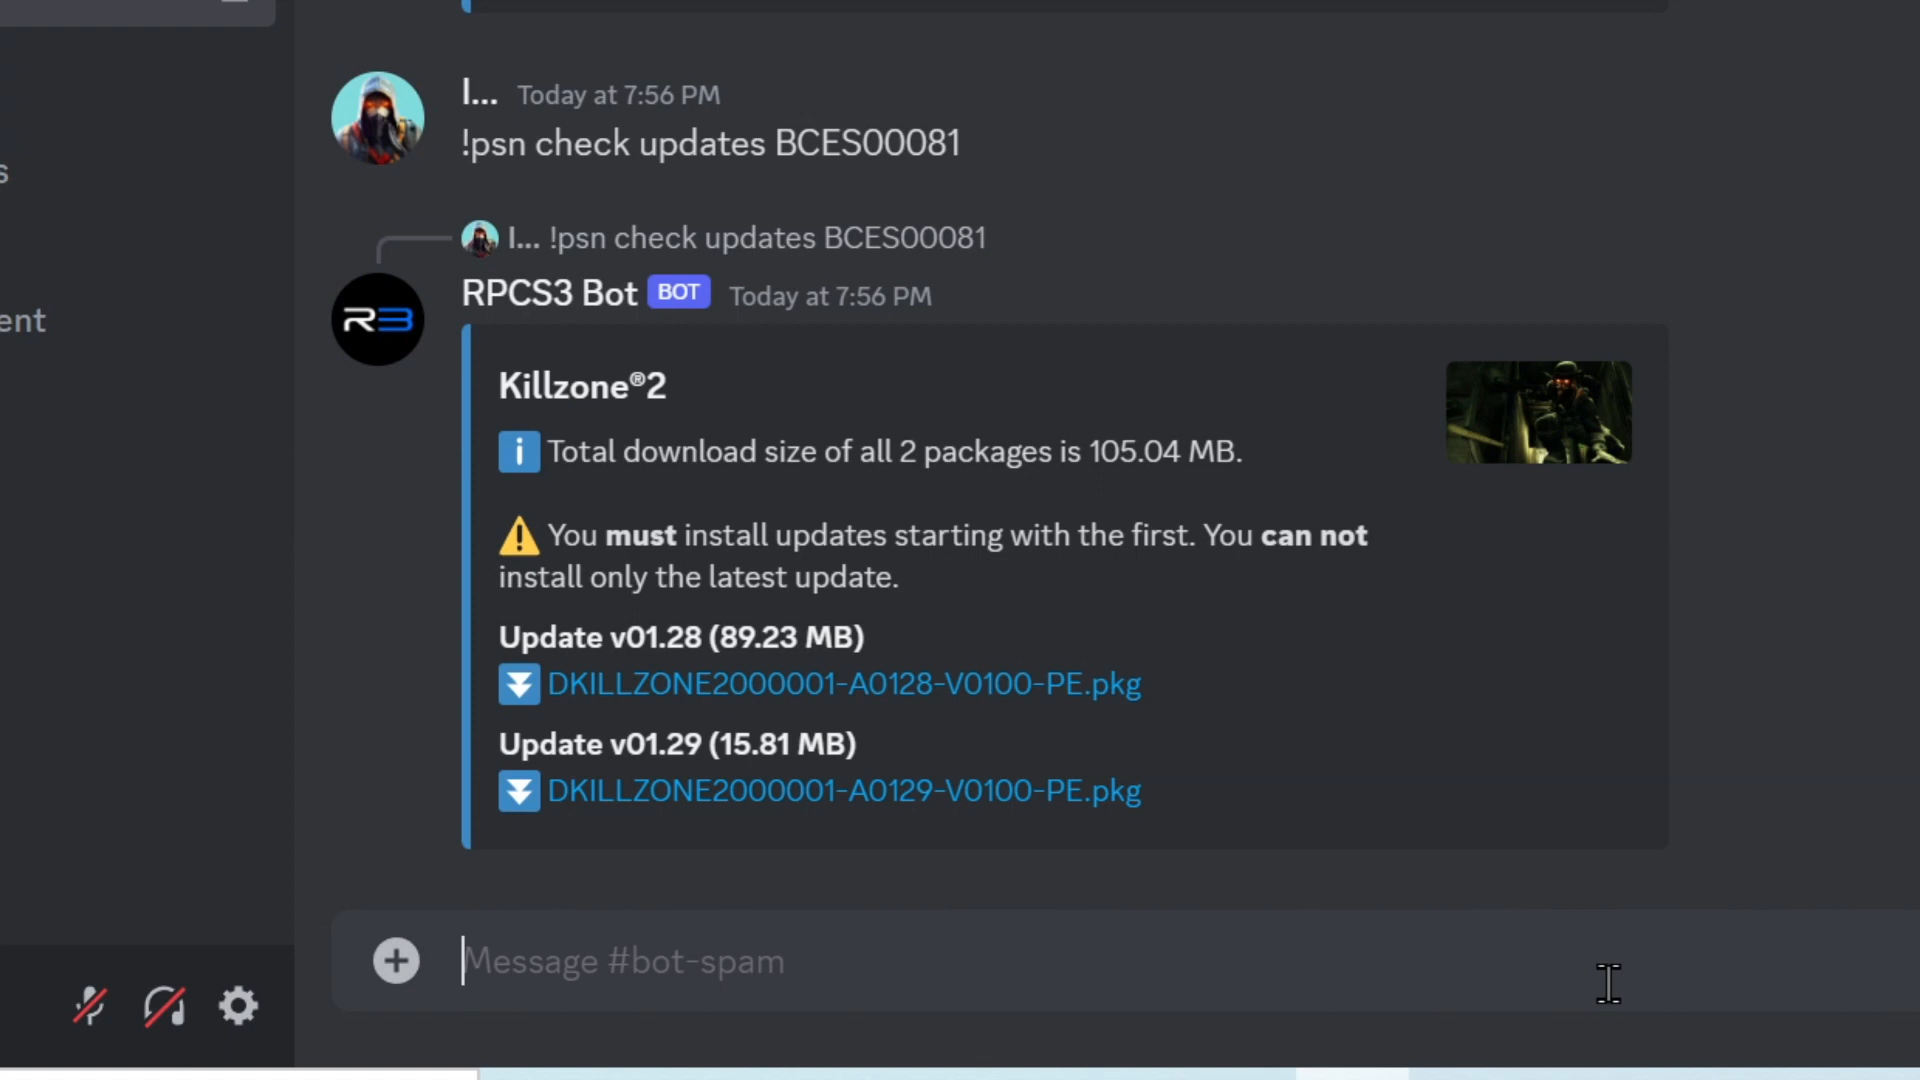 I... Today at 7:56 PM
!psn check updates BCES00081
s
I... !psn check updates BCES00081
RPCS3 Bot BOT Today at 7:56 PM
R3
ent
Killzone®2
i Total download size of all 2 packages is 105.04 MB.
You must install updates starting with the first. You can not
install only the latest update.
Update v01.28 (89.23 MB)
DKILLZONE2000001-A0128-V0100-PE.pkg
Update v01.29 (15.81 MB)
DKILLZONE2000001-A0129-V0100-PE.pkg
Message #bot-spam